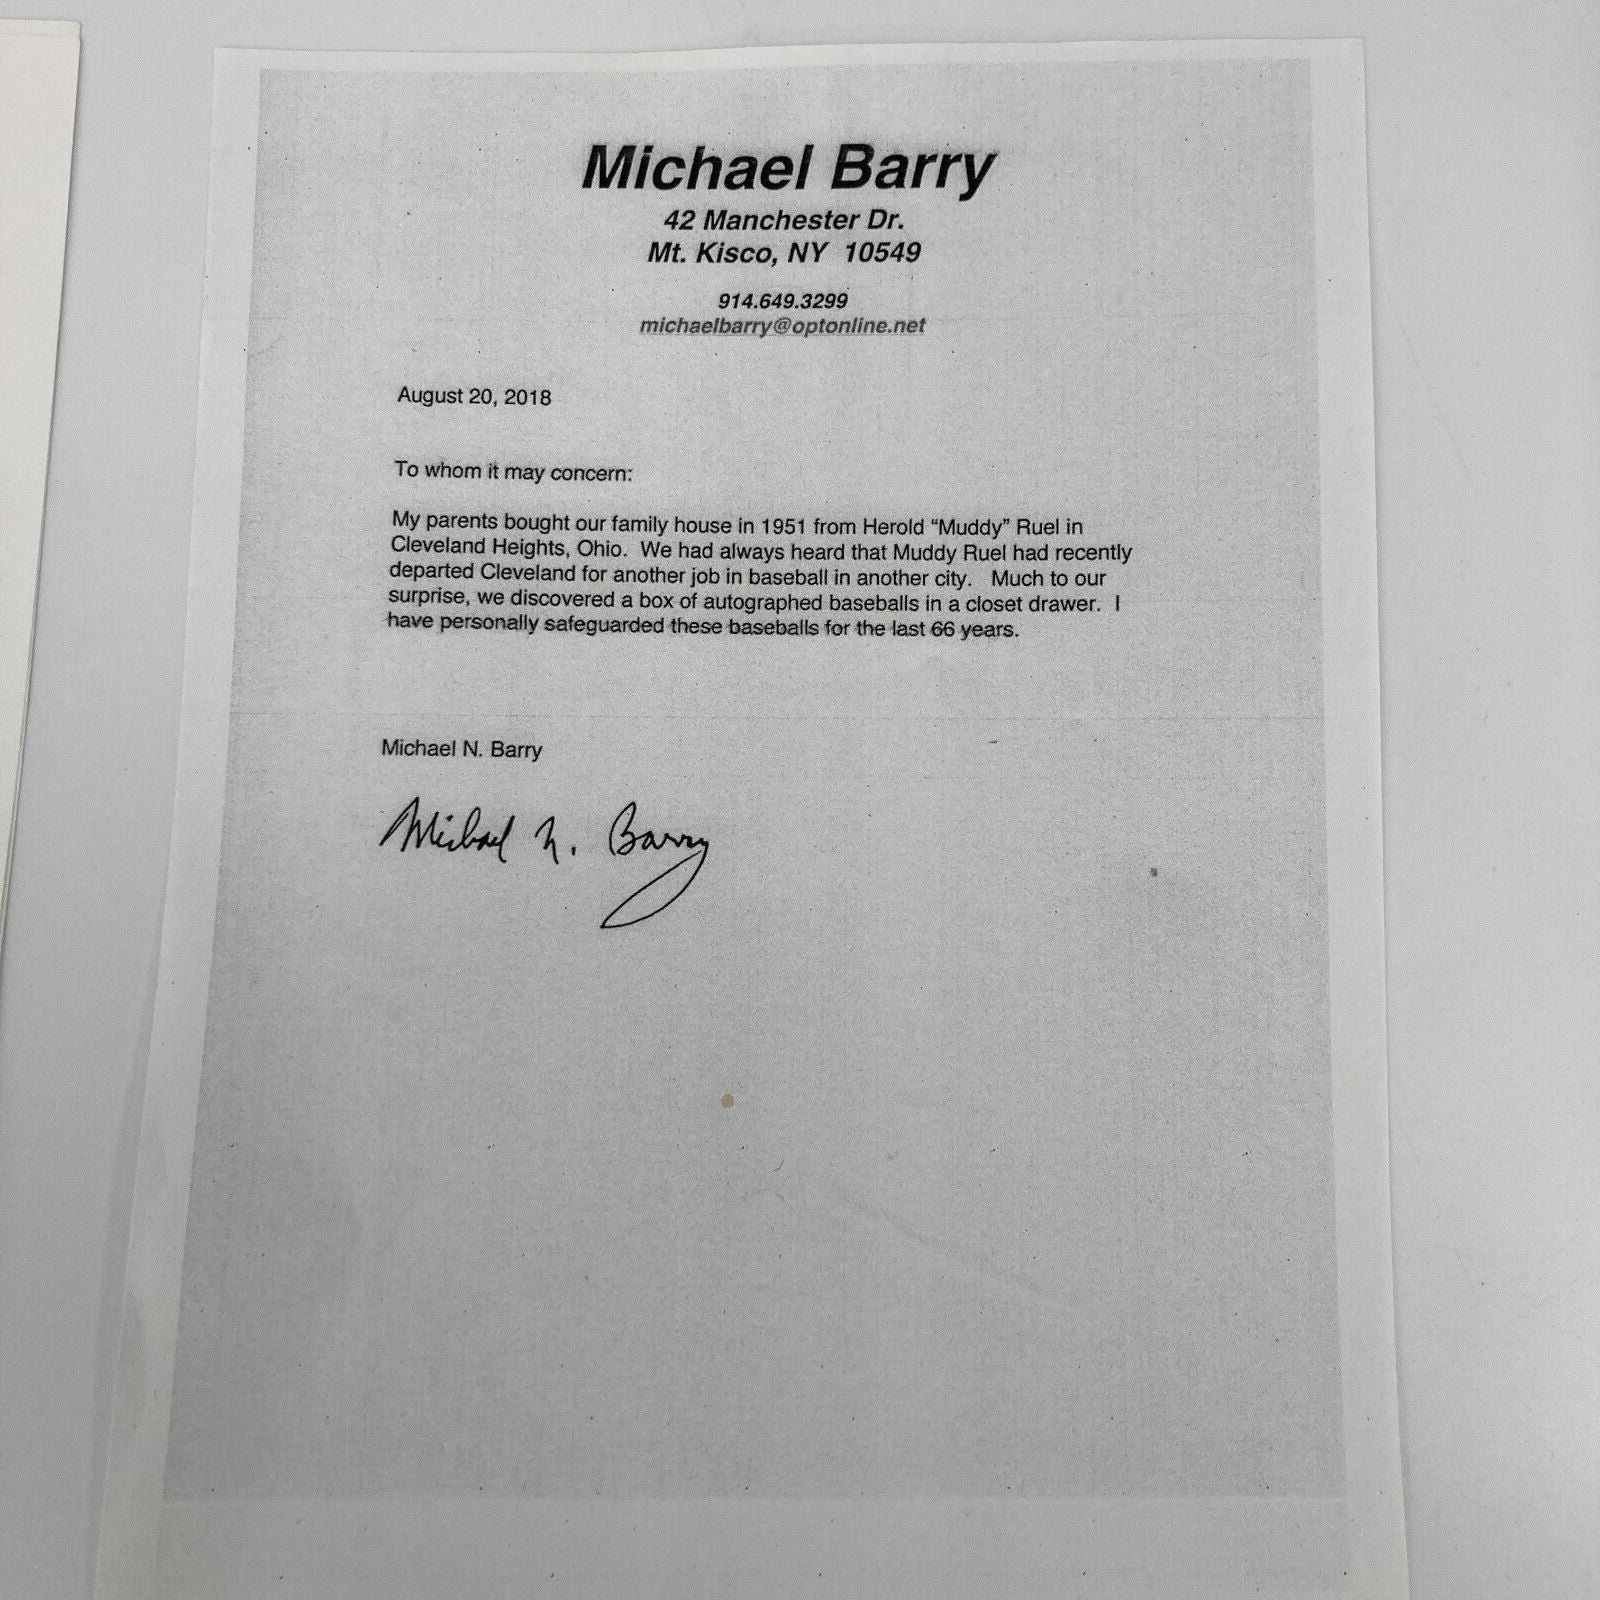 Michael Barry
42 Manchester Dr.
Mt. Kisco, NY 10549
914.649.3299
michaelbarry@optonline.net
August 20, 2018
To whom it may concern:
My parents bought our family house in 1951 from Herold “Muddy” Ruel in
Cleveland Heights, Ohio. We had always heard that Muddy Ruel had recently
departed Cleveland for another job in baseball in another city. Much to our
surprise, we discovered a box of autographed baseballs in a closet drawer. I
have personally safeguarded these baseballs for the last 66 years.
Michael N. Barry
Michael N. Barry